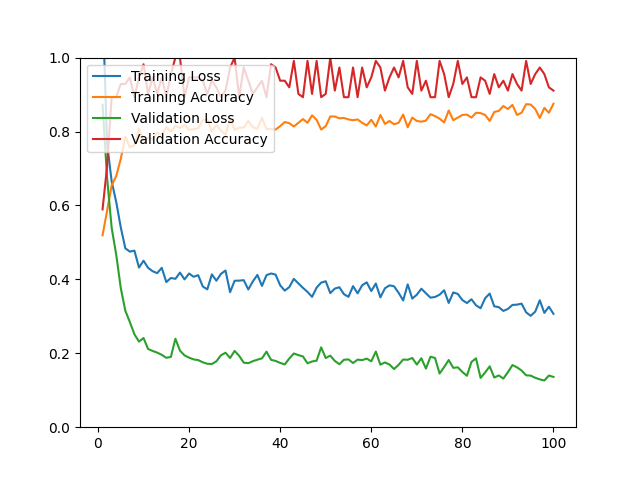 Training Loss
Training Accuracy
Validation Loss
Validation Accuracy
1.0
0.8
0.6
0.4
0.2
0.0
0 20 40 60 80 100